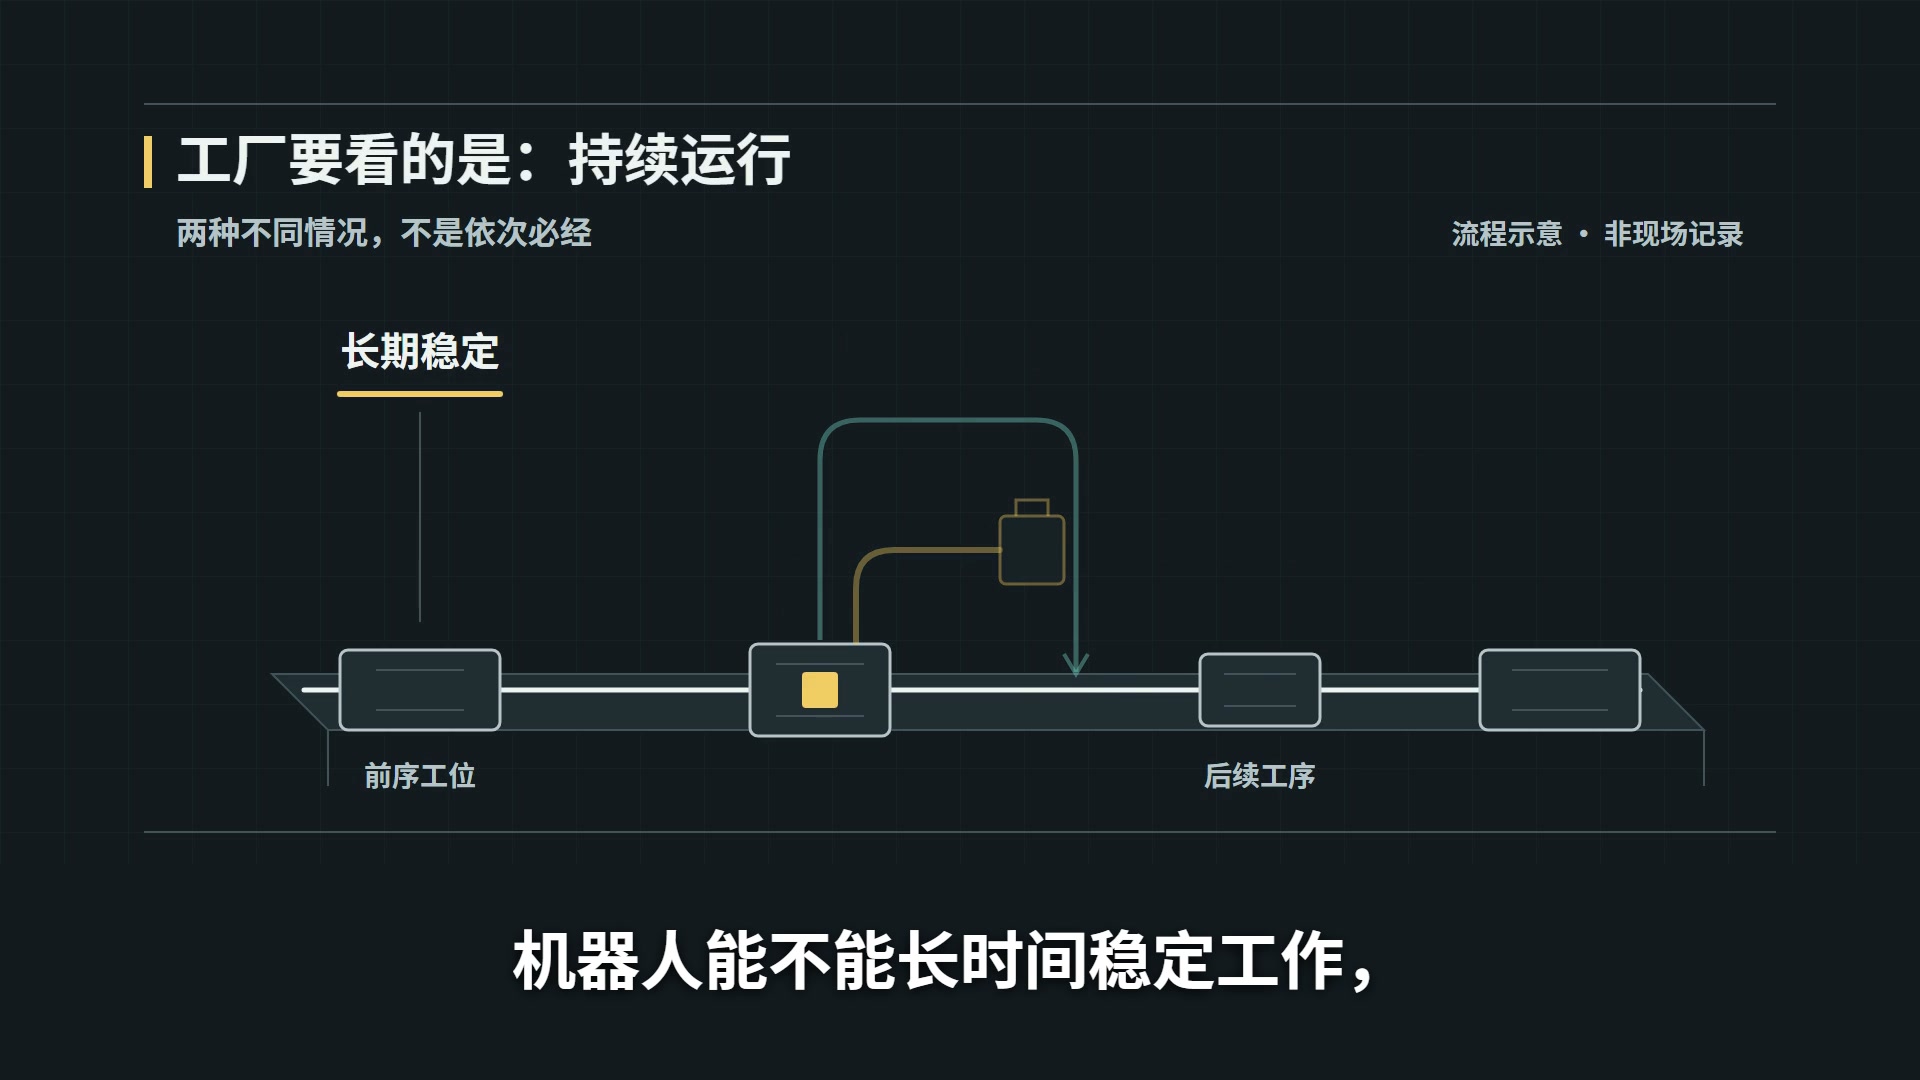 工厂要看的是：持续运行
两种不同情况，不是依次必经
流程示意 · 非现场记录
长期稳定
前序工位
后续工序
机器人能不能长时间稳定工作，